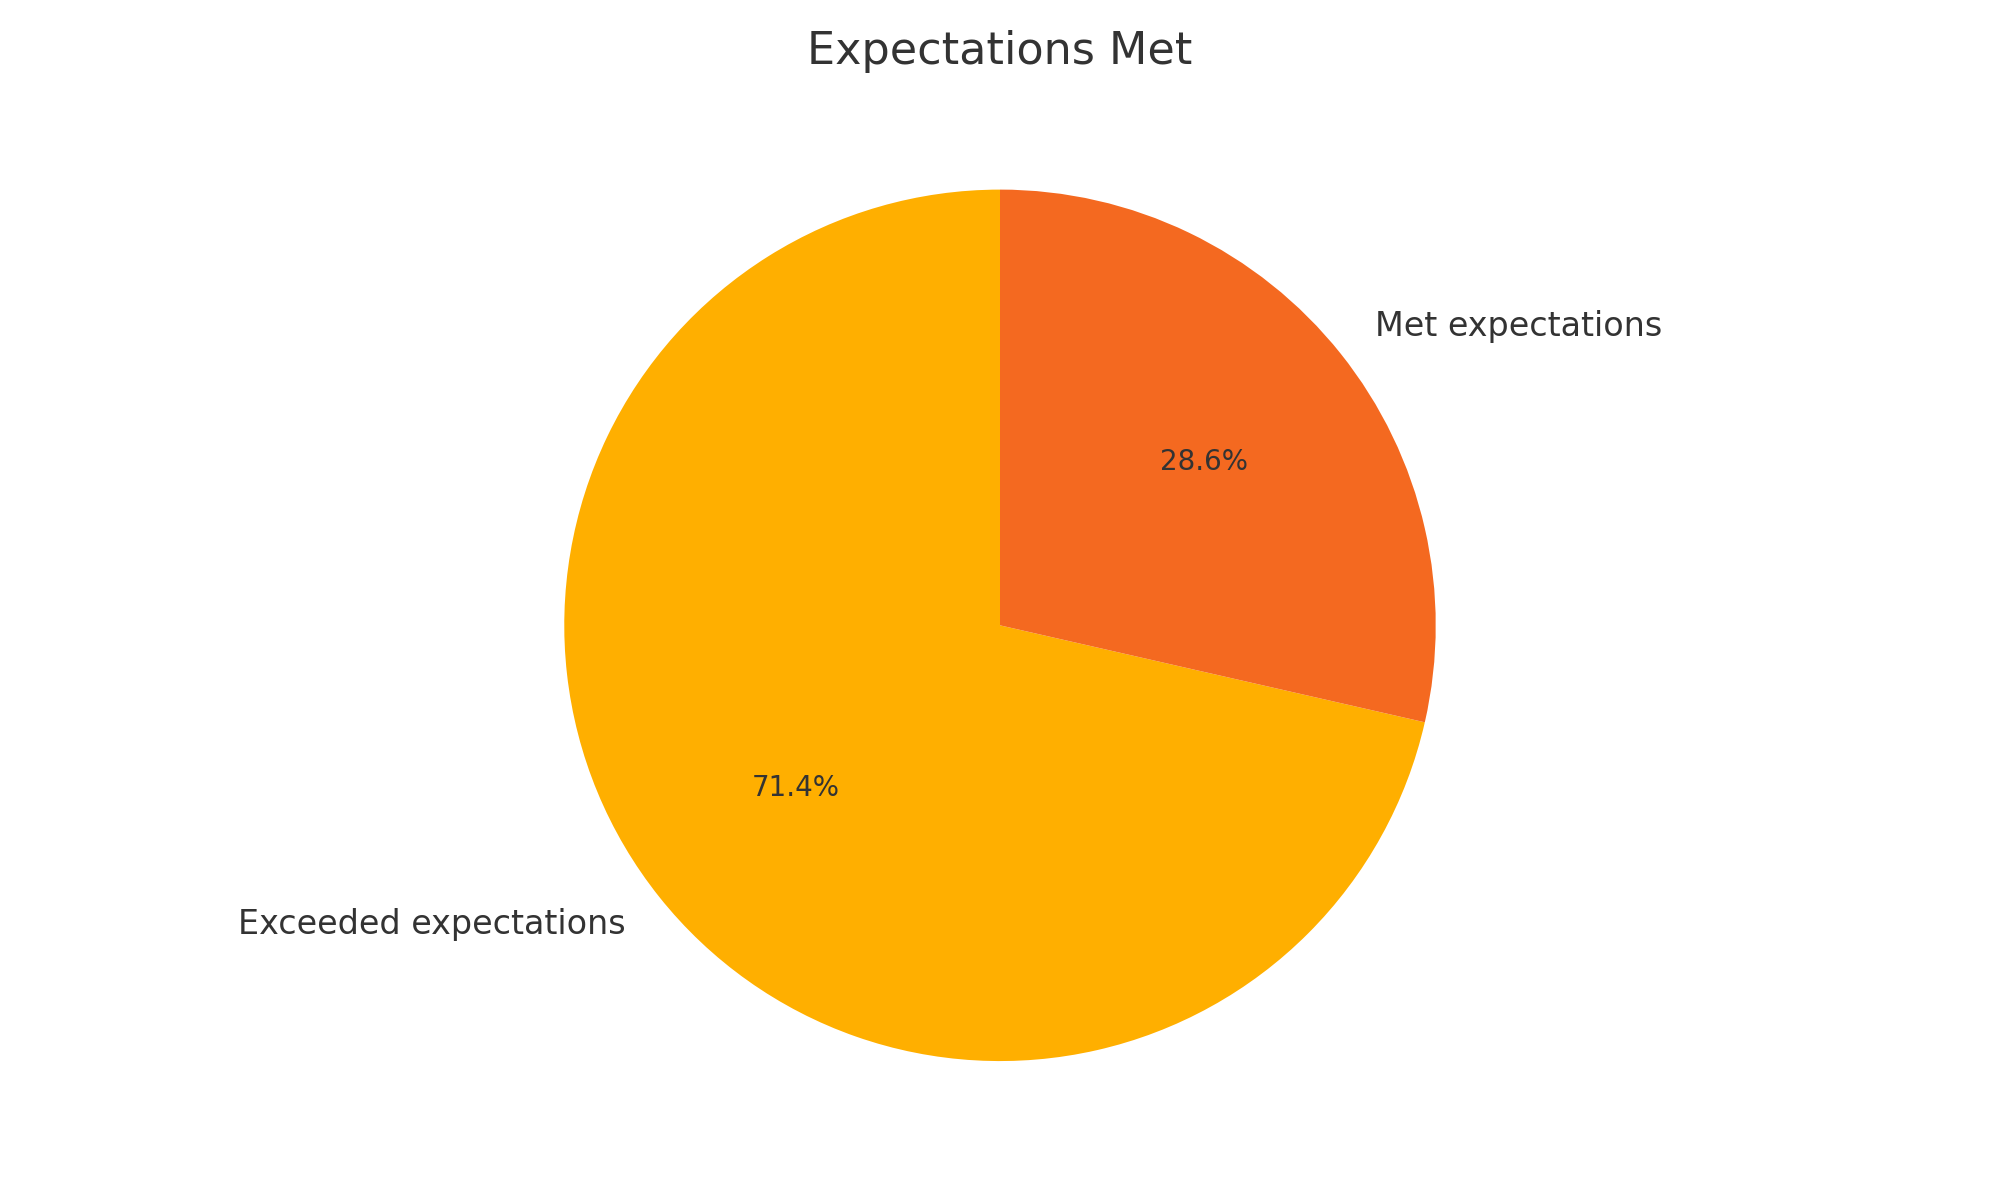 Expectations Met
Met expectations
28.6%
71.4%
Exceeded expectations